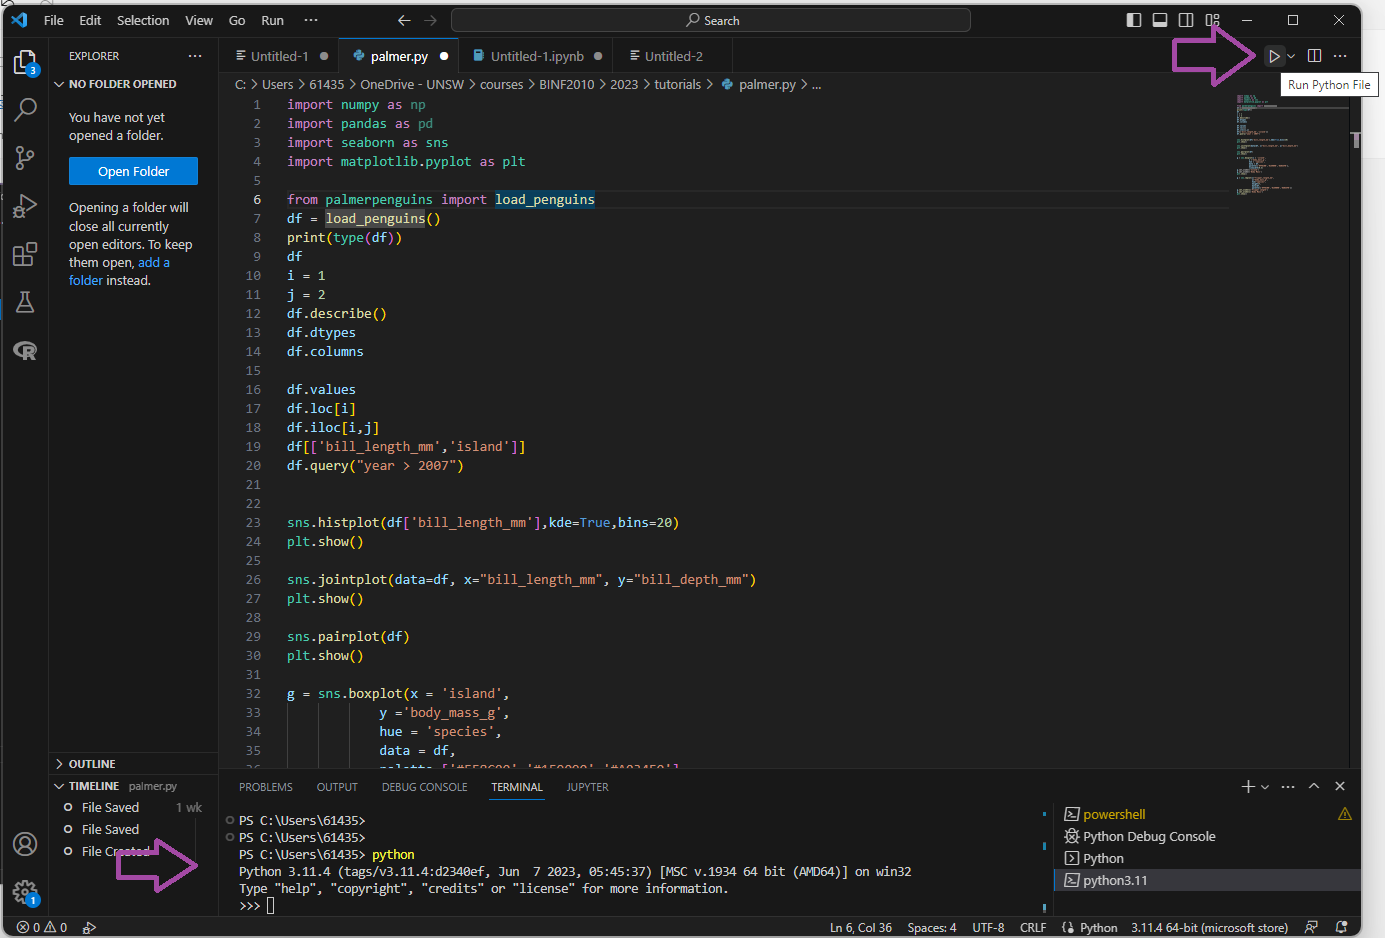 File Edit Selection View Go Run ··· Search
EXPLORER ···
Untitled-1 palmer.py Untitled-1.ipynb Untitled-2
Run Python File
NO FOLDER OPENED
You have not yet
opened a folder.
Open Folder
Opening a folder will
close all currently
open editors. To keep
them open, add a
folder instead.
3
C: > Users > 61435 > OneDrive - UNSW > courses > BINF2010 > 2023 > tutorials > palmer.py > ...
1 import numpy as np
2 import pandas as pd
3 import seaborn as sns
4 import matplotlib.pyplot as plt
5
6 from palmerpenguins import load_penguins
7 df = load_penguins()
8 print(type(df))
9 df
10 i = 1
11 j = 2
12 df.describe()
13 df.dtypes
14 df.columns
15
16 df.values
17 df.loc[i]
18 df.iloc[i,j]
19 df[['bill_length_mm','island']]
20 df.query("year > 2007")
21
22
23 sns.histplot(df['bill_length_mm'],kde=True,bins=20)
24 plt.show()
25
26 sns.jointplot(data=df, x="bill_length_mm", y="bill_depth_mm")
27 plt.show()
28
29 sns.pairplot(df)
30 plt.show()
31
32 g = sns.boxplot(x = 'island',
33 y ='body_mass_g',
34 hue = 'species',
35 data = df,
OUTLINE
TIMELINE palmer.py
File Saved 1 wk
File Saved
File Created
1
PROBLEMS OUTPUT DEBUG CONSOLE TERMINAL JUPYTER
PS C:\Users\61435>
PS C:\Users\61435>
PS C:\Users\61435> python
Python 3.11.4 (tags/v3.11.4:d2340ef, Jun  7 2023, 05:45:37) [MSC v.1934 64 bit (AMD64)] on win32
Type "help", "copyright", "credits" or "license" for more information.
>>>
powershell
Python Debug Console
Python
python3.11
0 0 Ln 6, Col 36 Spaces: 4 UTF-8 CRLF Python 3.11.4 64-bit (microsoft store)